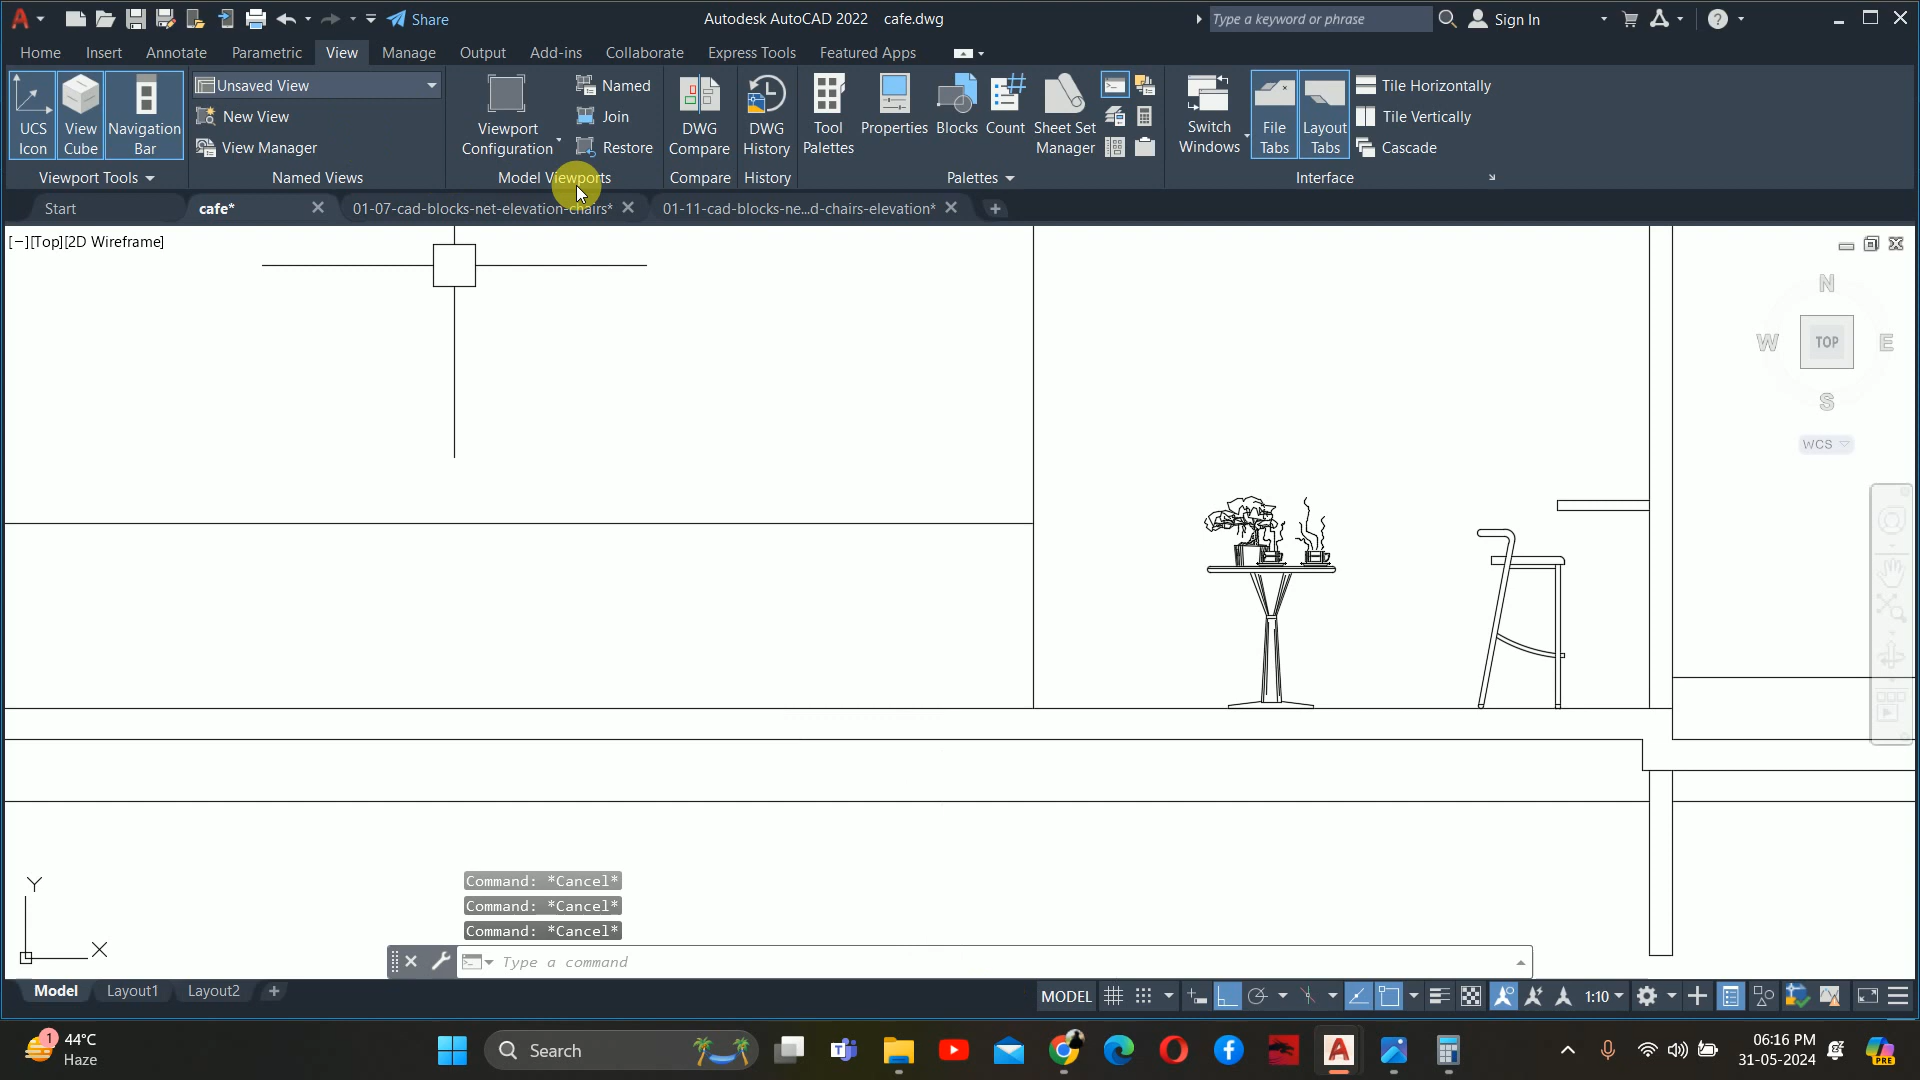 Share
Autodesk AutoCAD 2022 cafe.dwg
Type a keyword or phrase
Sign In
Home Insert Annotate Parametric View Manage Output Add-ins Collaborate Express Tools Featured Apps
UCS Icon
View Cube
Navigation Bar
Unsaved View
New View
View Manager
Viewport Configuration
Named
Join
Restore
DWG Compare
DWG History
Tool Palettes
Properties
Blocks
Count
Sheet Set Manager
Switch Windows
File Tabs
Layout Tabs
Tile Horizontally
Tile Vertically
Cascade
Viewport Tools Named Views Model Viewports Compare History Palettes Interface
Start cafe* 01-07-cad-blocks-net-elevation-chairs* 01-11-cad-blocks-ne...d-chairs-elevation*
[−][Top][2D Wireframe]
N
W TOP E
S
WCS
Y
X
Command: *Cancel*
Command: *Cancel*
Command: *Cancel*
Type a command
Model Layout1 Layout2
MODEL
1:10
1
44°C
Haze
Search
PRE
06:16 PM
31-05-2024